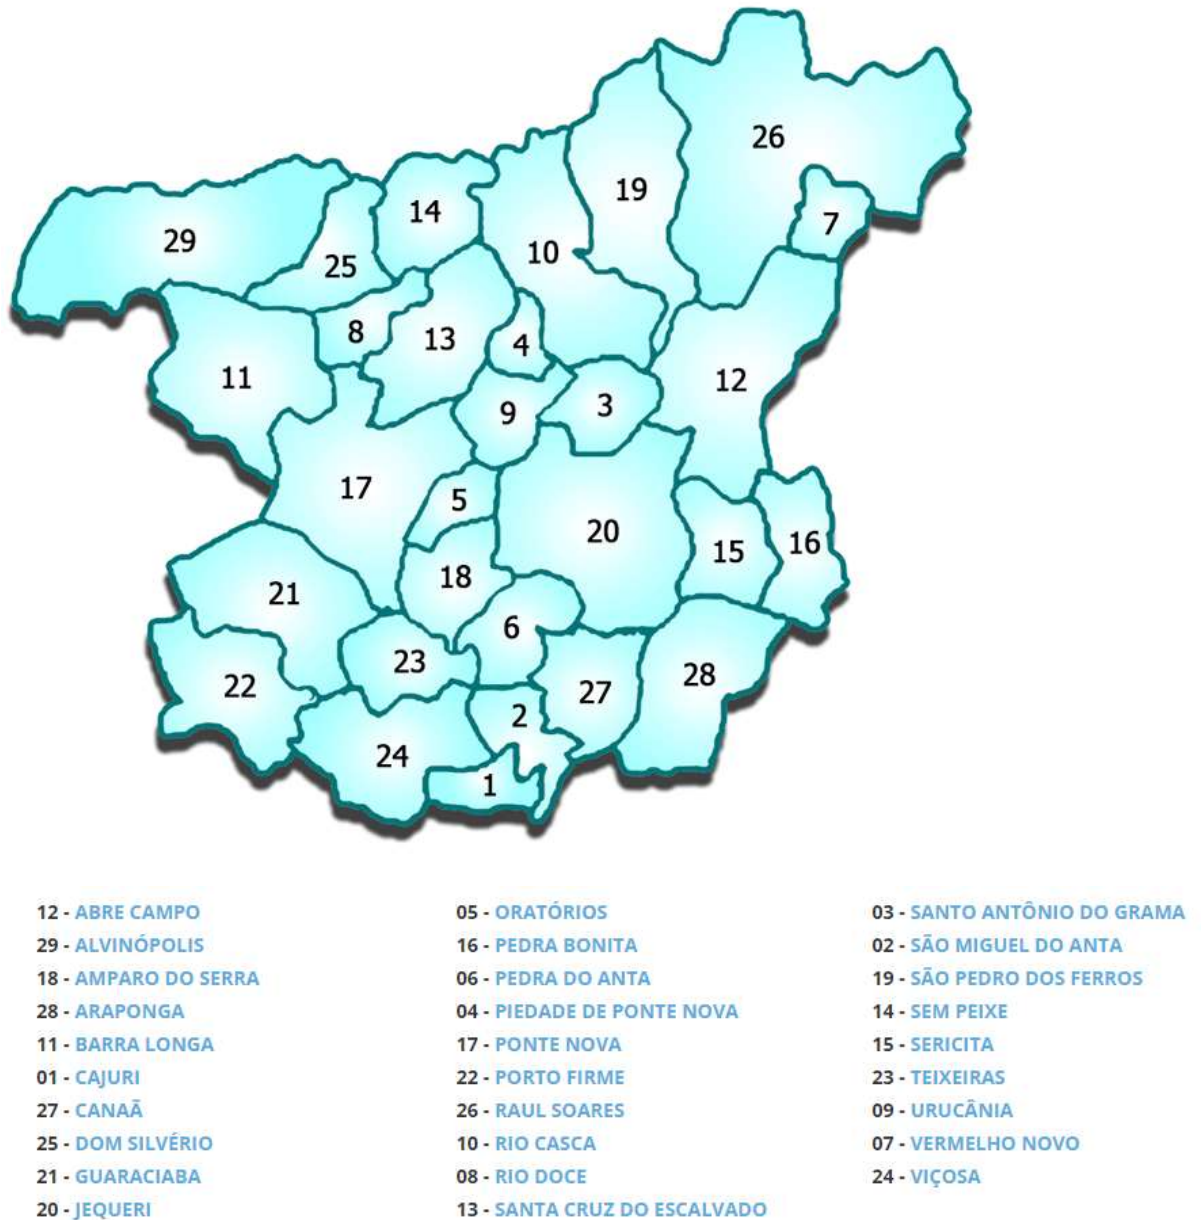 26
19
14
7
29
10
25
8
13
4
11
12
3
9
17
5
20
16
15
18
21
6
23
28
22
27
2
24
1
12 - ABRE CAMPO
29 - ALVINÓPOLIS
18 - AMPARO DO SERRA
28 - ARAPONGA
11 - BARRA LONGA
01 - CAJURI
27 - CANAÃ
25 - DOM SILVÉRIO
21 - GUARACIABA
20 - JEQUERI
05 - ORATÓRIOS
16 - PEDRA BONITA
06 - PEDRA DO ANTA
04 - PIEDADE DE PONTE NOVA
17 - PONTE NOVA
22 - PORTO FIRME
26 - RAUL SOARES
10 - RIO CASCA
08 - RIO DOCE
13 - SANTA CRUZ DO ESCALVADO
03 - SANTO ANTÔNIO DO GRAMA
02 - SÃO MIGUEL DO ANTA
19 - SÃO PEDRO DOS FERROS
14 - SEM PEIXE
15 - SERICITA
23 - TEIXEIRAS
09 - URUCÂNIA
07 - VERMELHO NOVO
24 - VIÇOSA